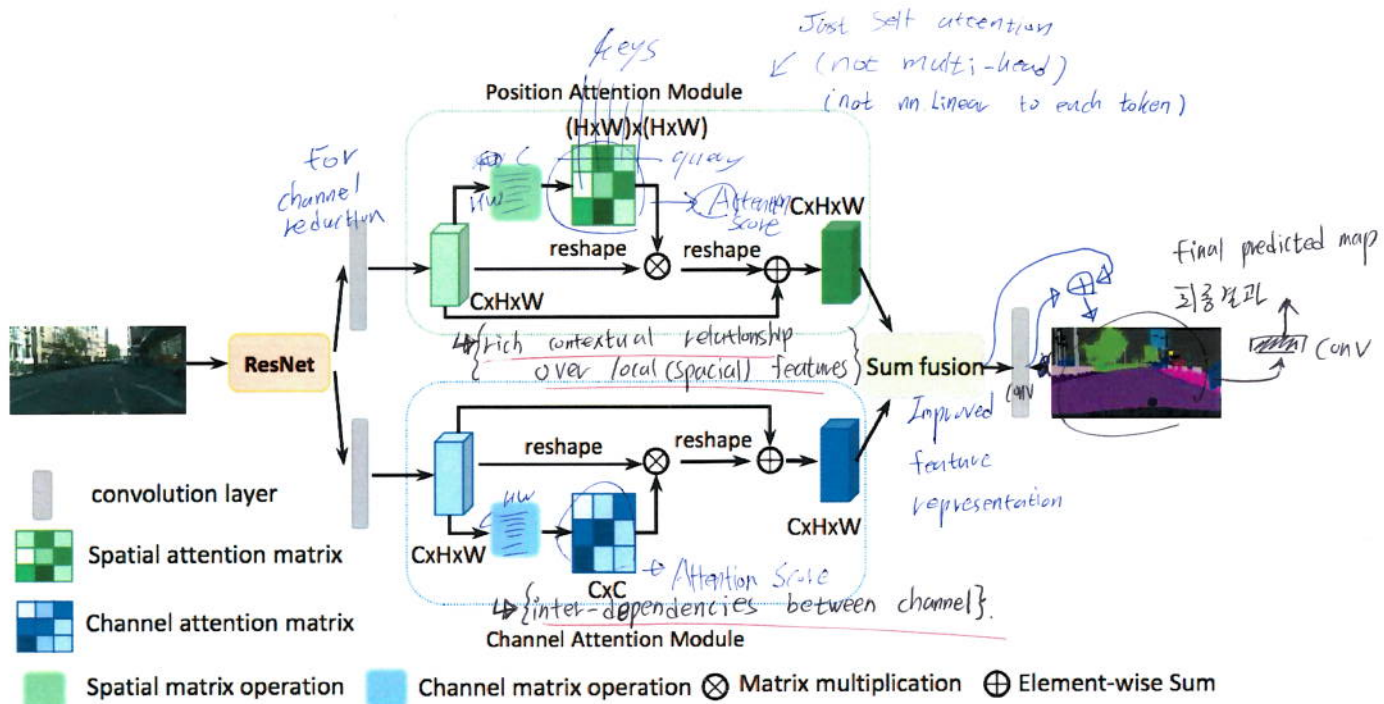 Just Self attention
(not multi-head)
(not nn.Linear to each token)
keys
Position Attention Module
(HxW)x(HxW)
For
channel
reduction
C
HW
query
Attention
Score
CxHxW
reshape
reshape
CxHxW
Final predicted map
최종결과
conv
{rich contextual relationship
over local(spacial) features}
ResNet
Sum fusion
conv
Improved
feature
representation
reshape
reshape
HW
C
CxHxW
CxHxW
CxC
Attention Score
{inter-dependencies between channel}.
Channel Attention Module
convolution layer
Spatial attention matrix
Channel attention matrix
Spatial matrix operation
Channel matrix operation
Matrix multiplication
Element-wise Sum